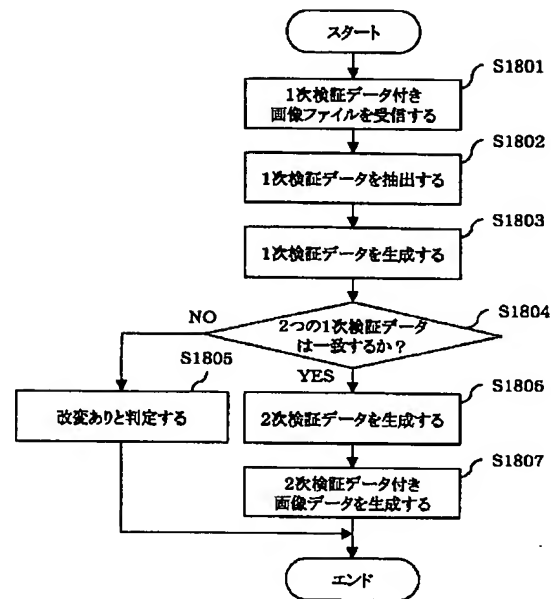 スタート
S1801
1次検証データ付き
画像ファイルを受信する
S1802
1次検証データを抽出する
S1803
1次検証データを生成する
S1804
2つの1次検証データ
は一致するか?
NO
YES
S1805
改変ありと判定する
S1806
2次検証データを生成する
S1807
2次検証データ付き
画像データを生成する
エンド